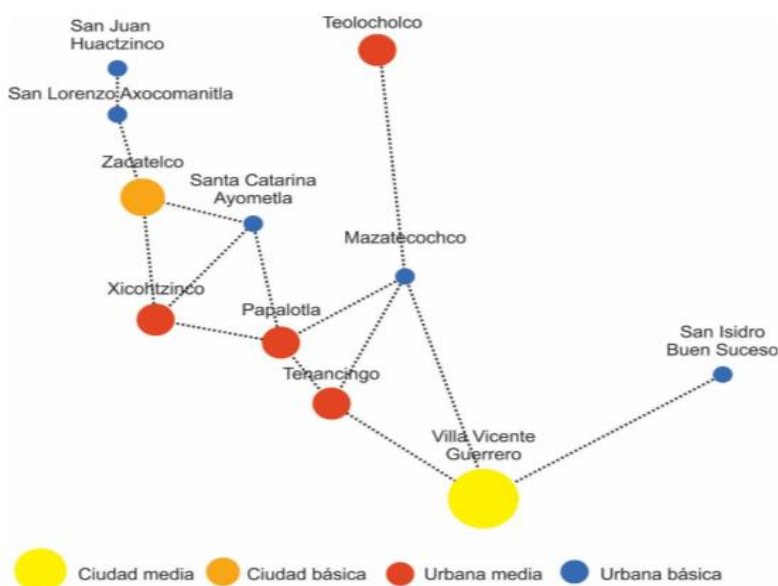 San Juan
Huactzinco
San Lorenzo Axocomanitla
Zacatelco
Santa Catarina
Ayometla
Xicohtzinco
Papalotla
Tenancingo
Teolocholco
Mazatecochco
San Isidro
Buen Suceso
Villa Vicente
Guerrero
Ciudad media
Ciudad básica
Urbana media
Urbana básica